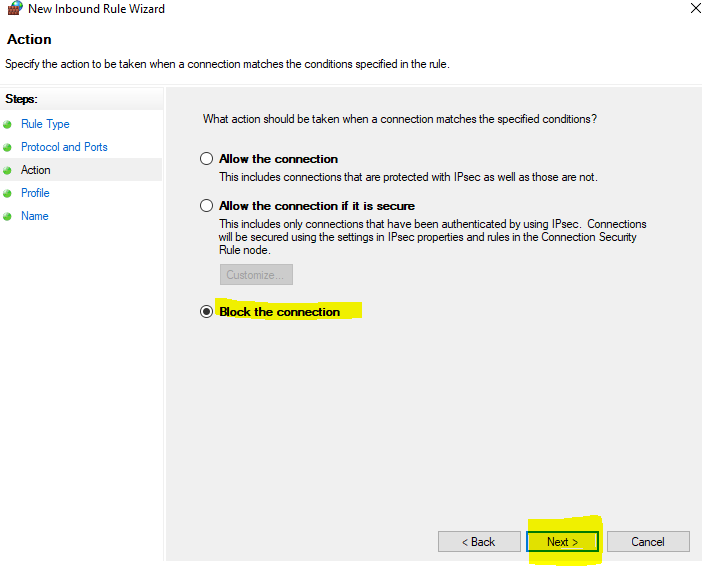 New Inbound Rule Wizard
Action
Specify the action to be taken when a connection matches the conditions specified in the rule.
Steps:
Rule Type
Protocol and Ports
Action
Profile
Name
What action should be taken when a connection matches the specified conditions?
Allow the connection
This includes connections that are protected with IPsec as well as those are not.
Allow the connection if it is secure
This includes only connections that have been authenticated by using IPsec.  Connections
will be secured using the settings in IPsec properties and rules in the Connection Security
Rule node.
Customize...
Block the connection
< Back
Next >
Cancel